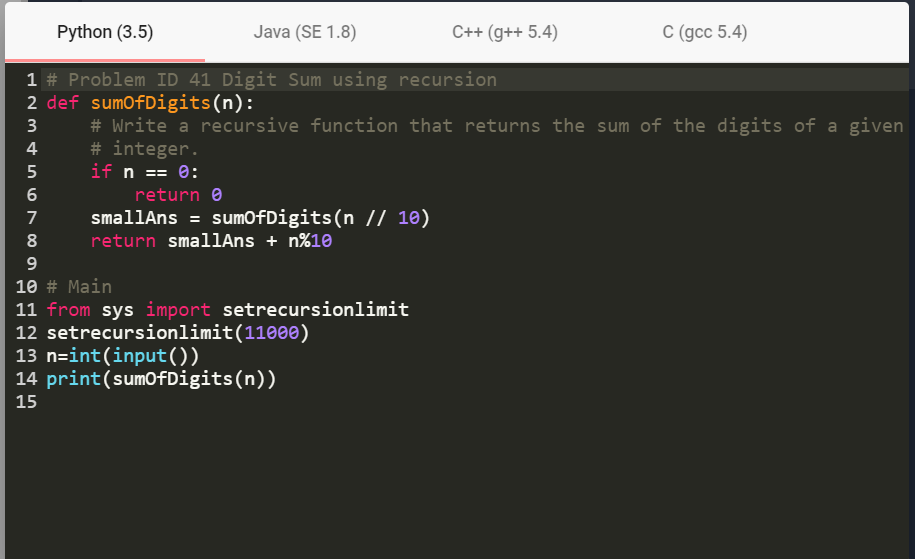 Python (3.5) Java (SE 1.8) C++ (g++ 5.4) C (gcc 5.4)
1 # Problem ID 41 Digit Sum using recursion
2 def sumOfDigits(n):
3     # Write a recursive function that returns the sum of the digits of a given
4     # integer.
5     if n == 0:
6         return 0
7     smallAns = sumOfDigits(n // 10)
8     return smallAns + n%10
9
10 # Main
11 from sys import setrecursionlimit
12 setrecursionlimit(11000)
13 n=int(input())
14 print(sumOfDigits(n))
15